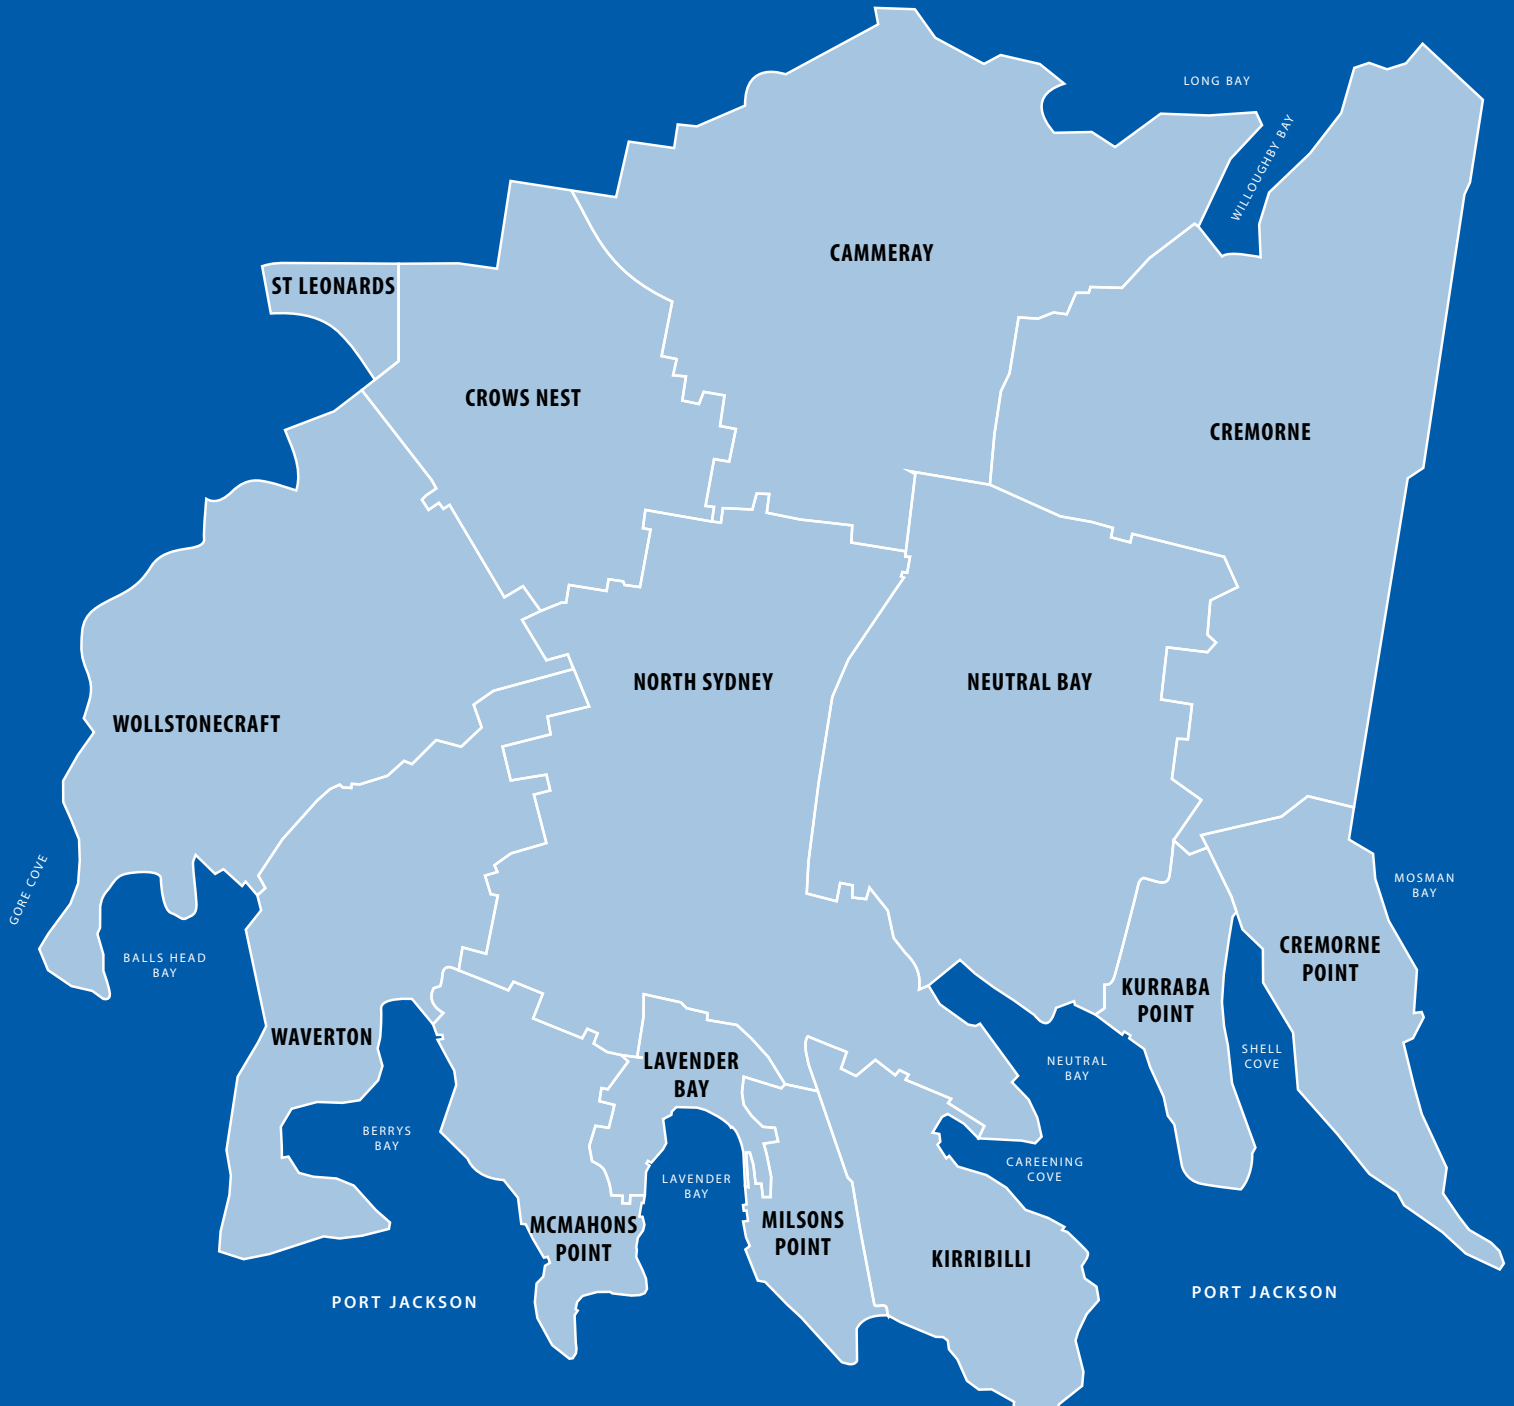 LONG BAY
WILLOUGHBY BAY
CAMMERAY
ST LEONARDS
CROWS NEST
CREMORNE
NORTH SYDNEY
NEUTRAL BAY
WOLLSTONECRAFT
GORE COVE
MOSMAN
BAY
BALLS HEAD
BAY
CREMORNE
POINT
KURRABA
POINT
WAVERTON
LAVENDER
BAY
NEUTRAL
BAY
SHELL
COVE
BERRYS
BAY
CAREENING
COVE
LAVENDER
BAY
MCMAHONS
POINT
MILSONS
POINT
KIRRIBILLI
PORT JACKSON
PORT JACKSON